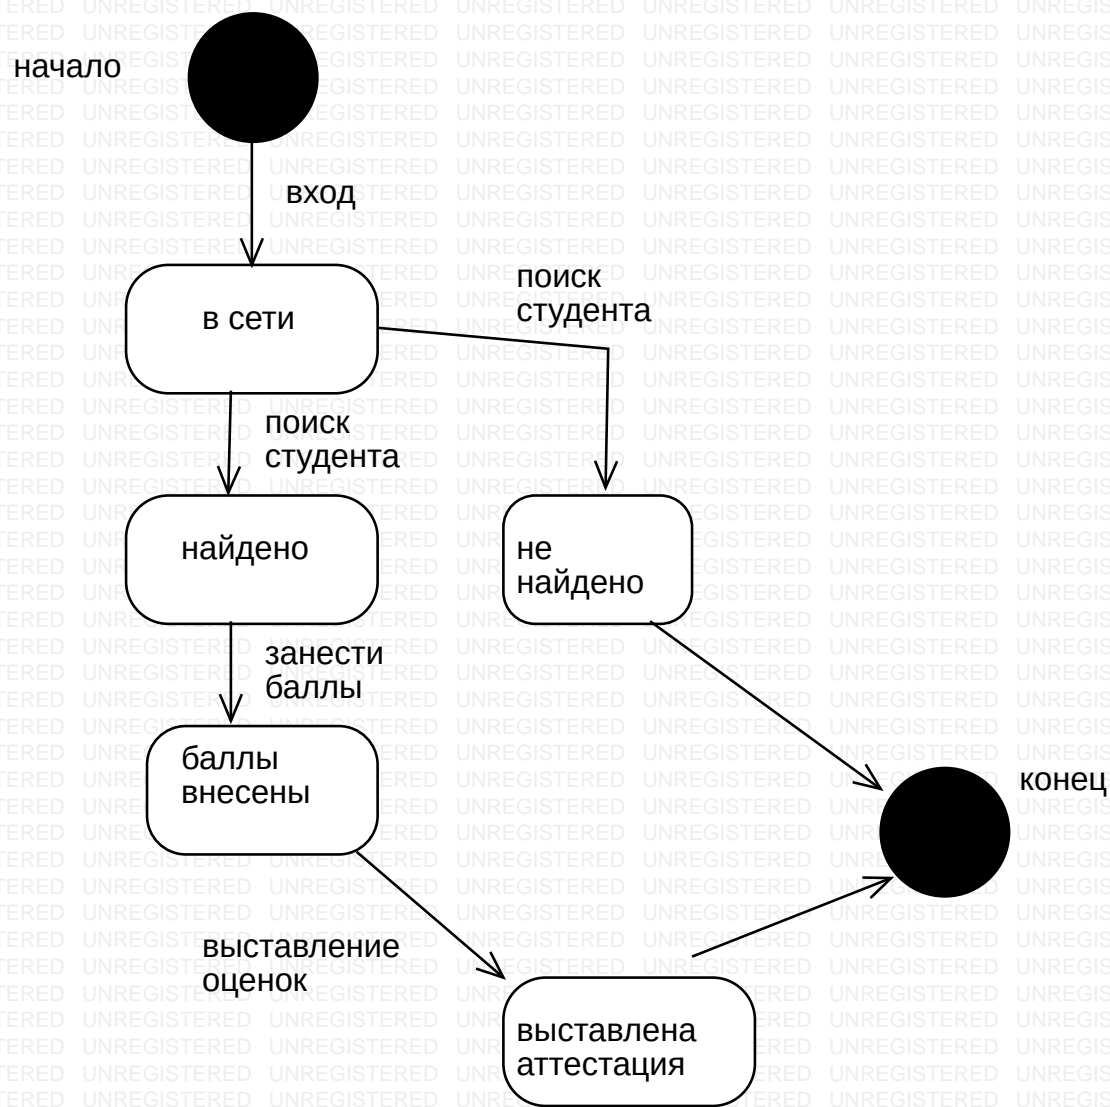 начало
вход
в сети
поиск
студента
поиск
студента
найдено
не
найдено
занести
баллы
баллы
внесены
конец
выставление
оценок
выставлена
аттестация